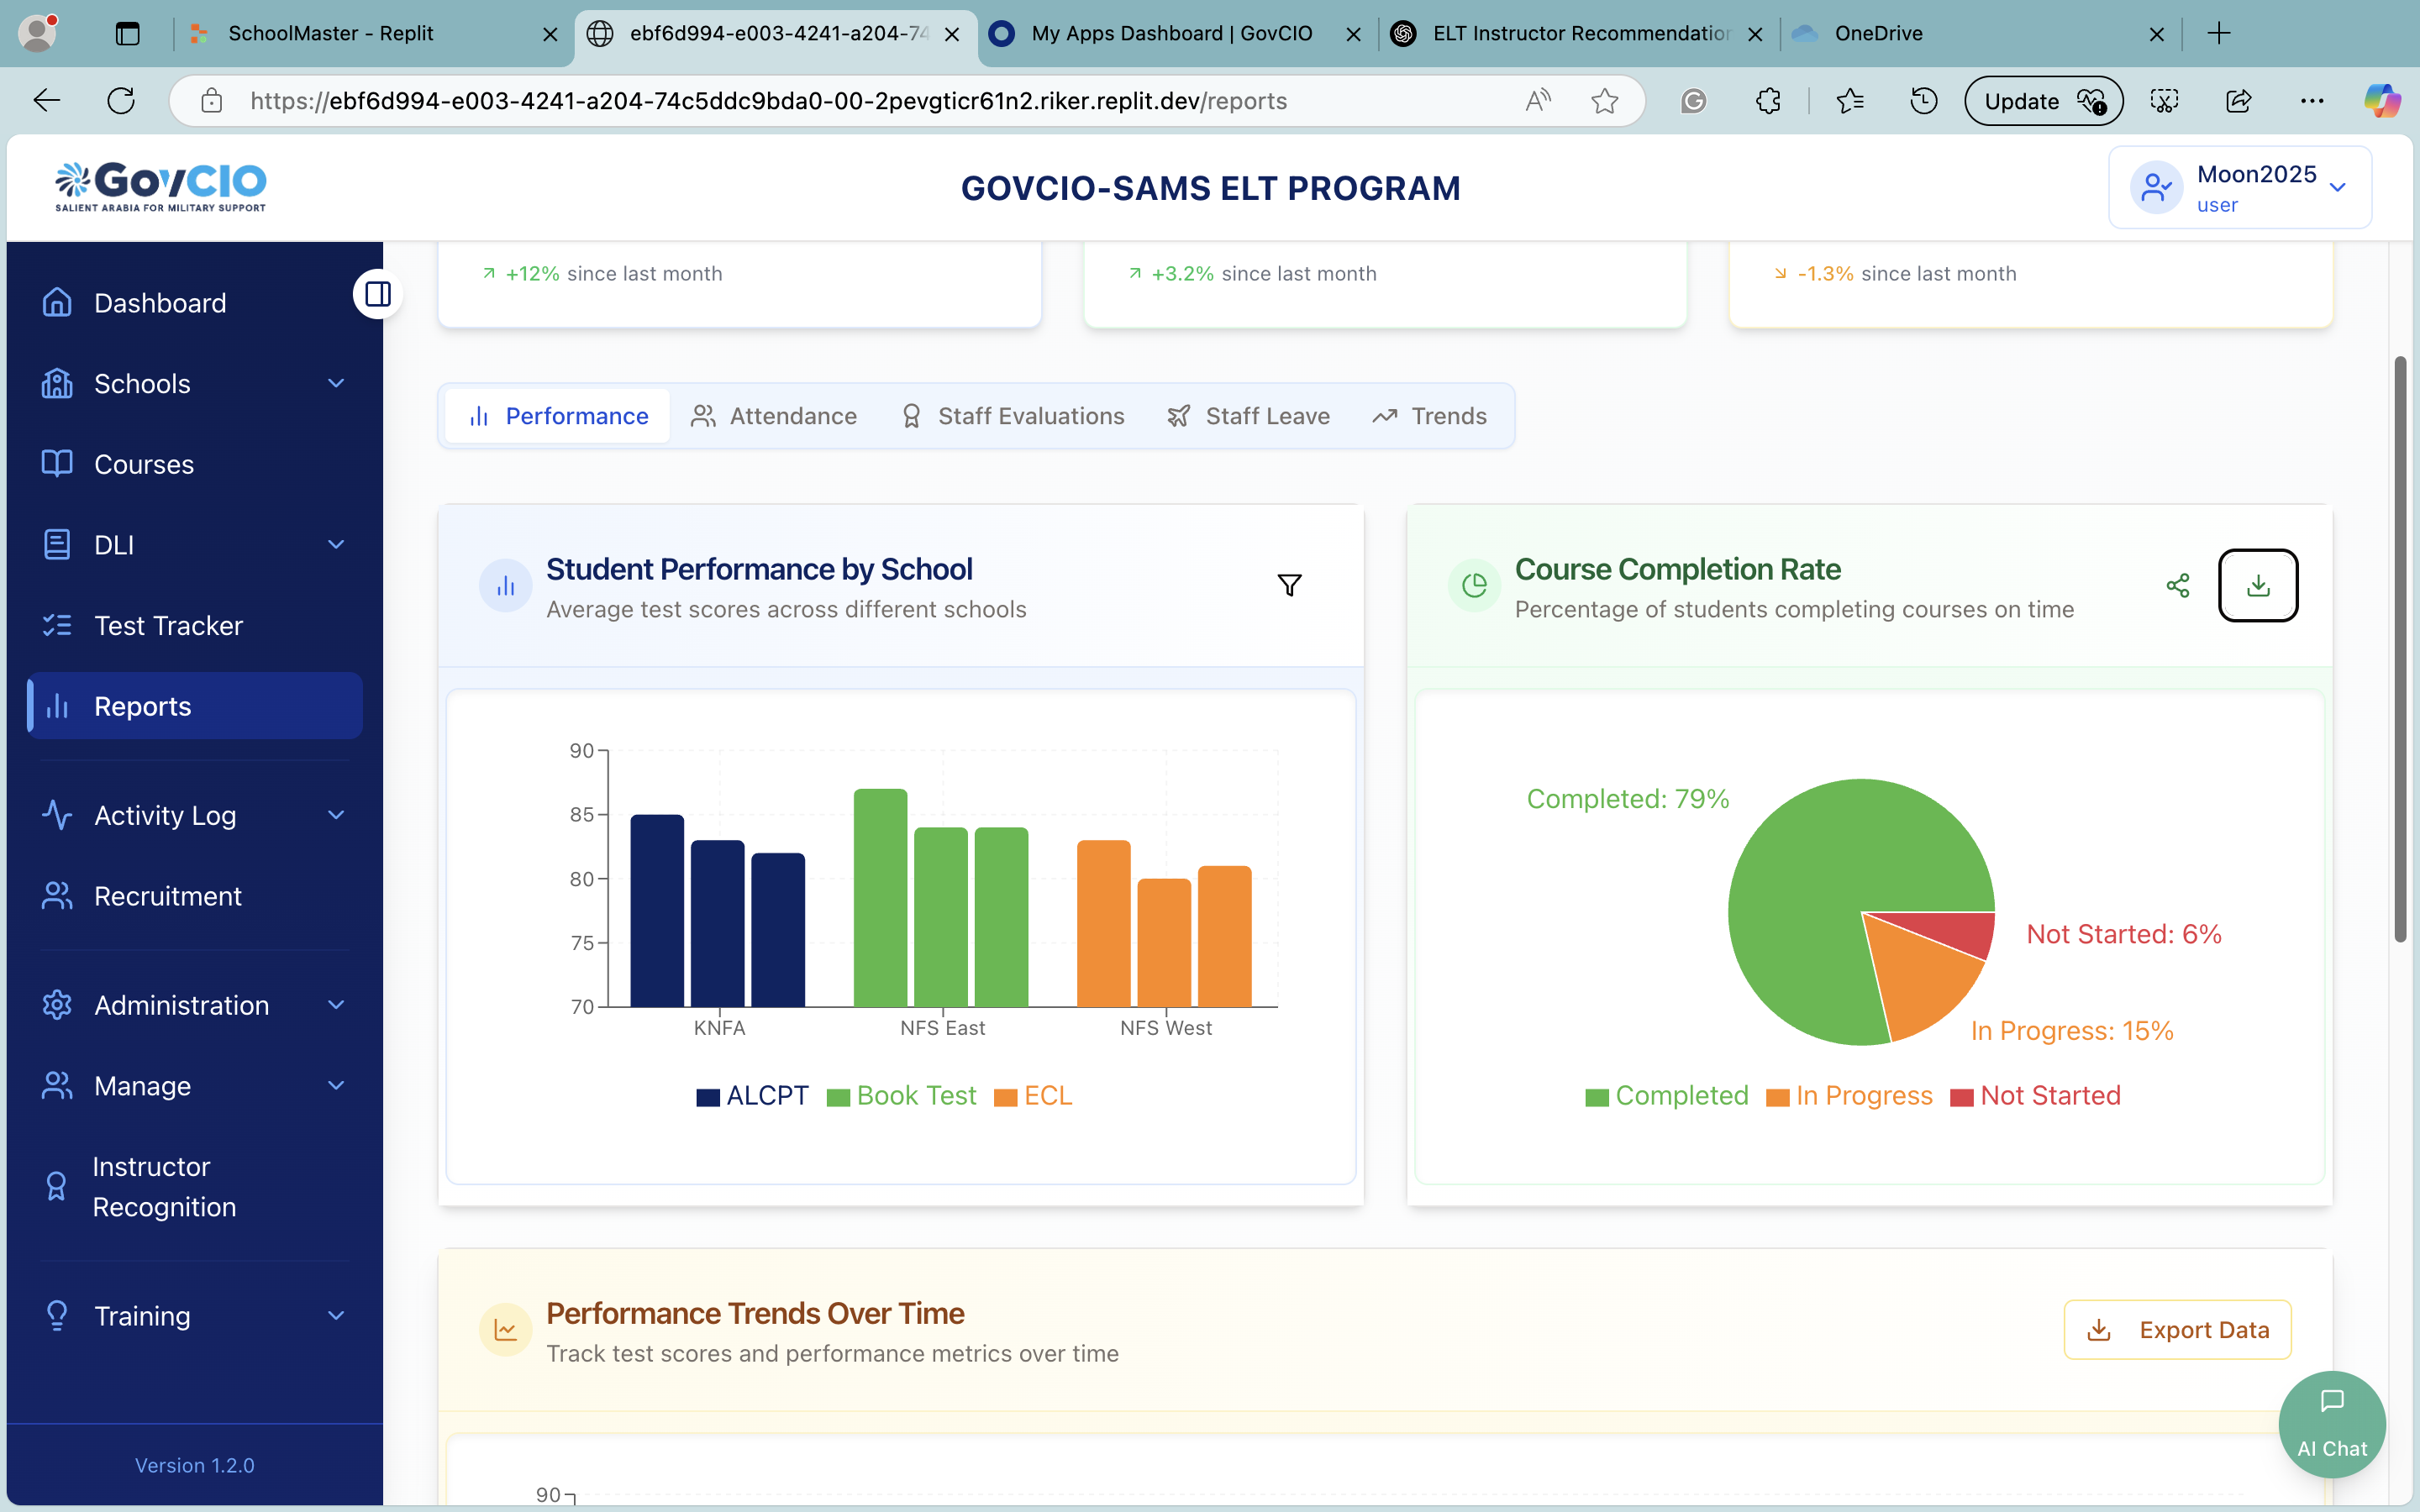 SchoolMaster - Replit
ebf6d994-e003-4241-a204-74
My Apps Dashboard | GovCIO
ELT Instructor Recommendation
OneDrive
https://ebf6d994-e003-4241-a204-74c5ddc9bda0-00-2pevgticr61n2.riker.replit.dev/reports
Update
GovCIO
SALIENT ARABIA FOR MILITARY SUPPORT
GOVCIO-SAMS ELT PROGRAM
Moon2025
user
Dashboard
Schools
Courses
DLI
Test Tracker
Reports
Activity Log
Recruitment
Administration
Manage
Instructor
Recognition
Training
Version 1.2.0
+12% since last month
+3.2% since last month
-1.3% since last month
Performance
Attendance
Staff Evaluations
Staff Leave
Trends
Student Performance by School
Average test scores across different schools
90
85
80
75
70
KNFA
NFS East
NFS West
ALCPT
Book Test
ECL
Course Completion Rate
Percentage of students completing courses on time
Completed: 79%
Not Started: 6%
In Progress: 15%
Completed
In Progress
Not Started
Performance Trends Over Time
Track test scores and performance metrics over time
Export Data
90
AI Chat